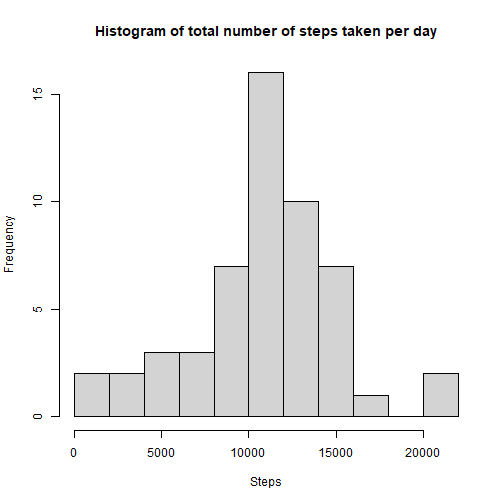 Histogram of total number of steps taken per day
Frequency
15
10
5
0
0 5000 10000 15000 20000
Steps